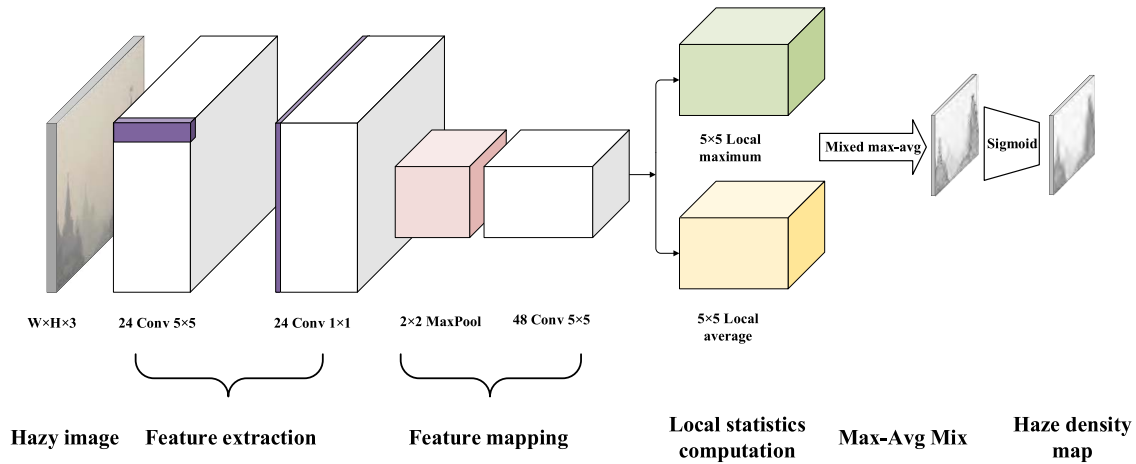 5×5 Local
maximum
Mixed max-avg
Sigmoid
W×H×3
24 Conv 5×5
24 Conv 1×1
2×2 MaxPool
48 Conv 5×5
5×5 Local
average
Hazy image
Feature extraction
Feature mapping
Local statistics
computation
Max-Avg Mix
Haze density
map